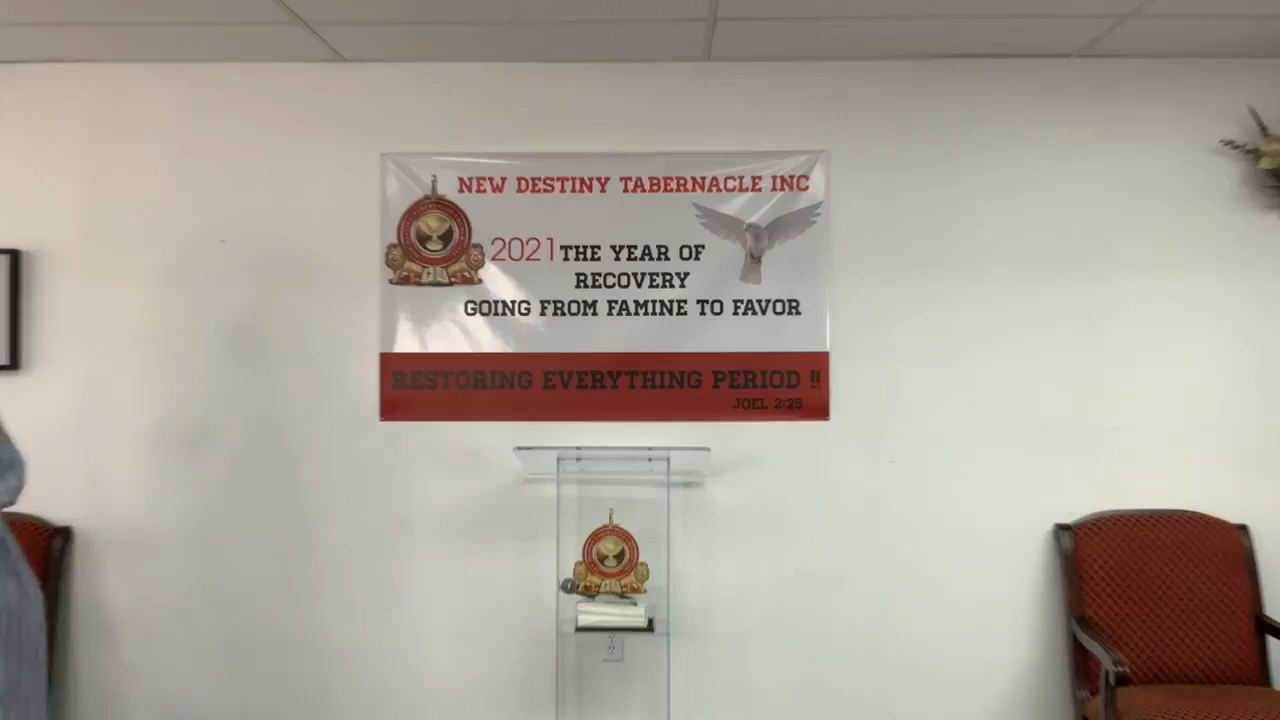 NEW DESTINY TABERNACLE INC
2021 THE YEAR OF
RECOVERY
GOING FROM FAMINE TO FAVOR
RESTORING EVERYTHING PERIOD !!
JOEL 2:25